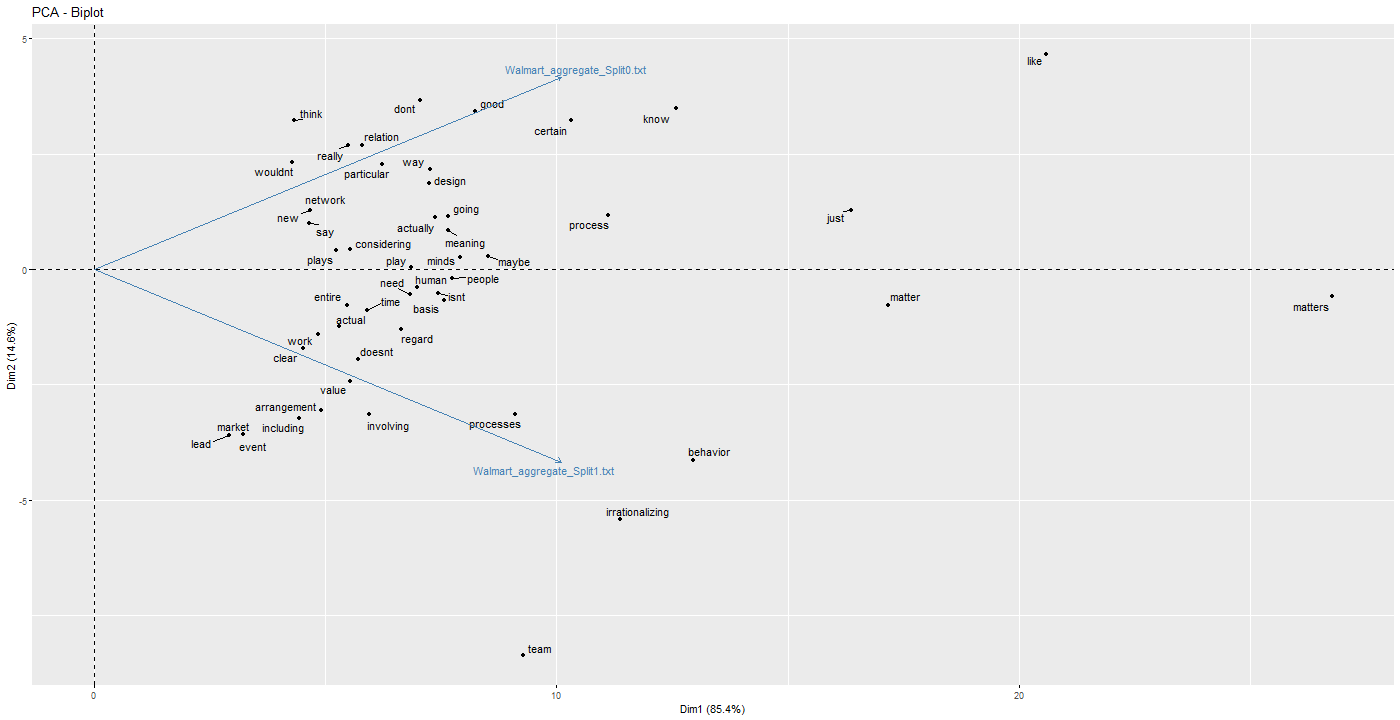 PCA - Biplot
5
like
Walmart_aggregate_Split0.txt
good
dont
think
know
certain
relation
really
way
wouldnt
particular
design
network
going
new
just
process
say
actually
meaning
considering
plays
play
minds
maybe
0
need
human
people
entire
time
isnt
matter
matters
basis
actual
work
regard
clear
doesnt
value
arrangement
processes
market
including
involving
lead
event
behavior
Walmart_aggregate_Split1.txt
-5
irrationalizing
team
0
10
20
Dim1 (85.4%)
Dim2 (14.6%)